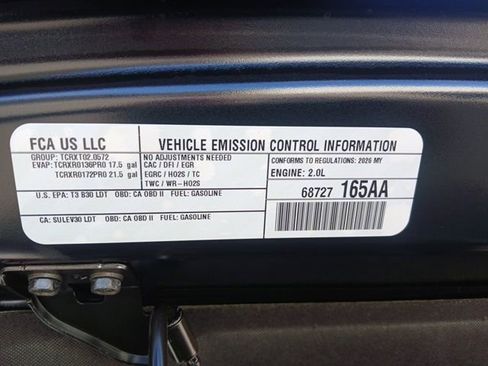 FCA US LLC
VEHICLE EMISSION CONTROL INFORMATION
GROUP: TCRXT02.0572
EVAP: TCRXR0136PR0 17.5 gal
TCRXR0172PR0 21.5 gal
NO ADJUSTMENTS NEEDED
CAC / DFI / EGR
EGRC / HO2S / TC
TWC / WR-HO2S
CONFORMS TO REGULATIONS: 2026 MY
ENGINE: 2.0L
68727 165AA
U.S. EPA: T3 B30 LDT OBD: CA OBD II FUEL: GASOLINE
CA: SULEV30 LDT OBD: CA OBD II FUEL: GASOLINE